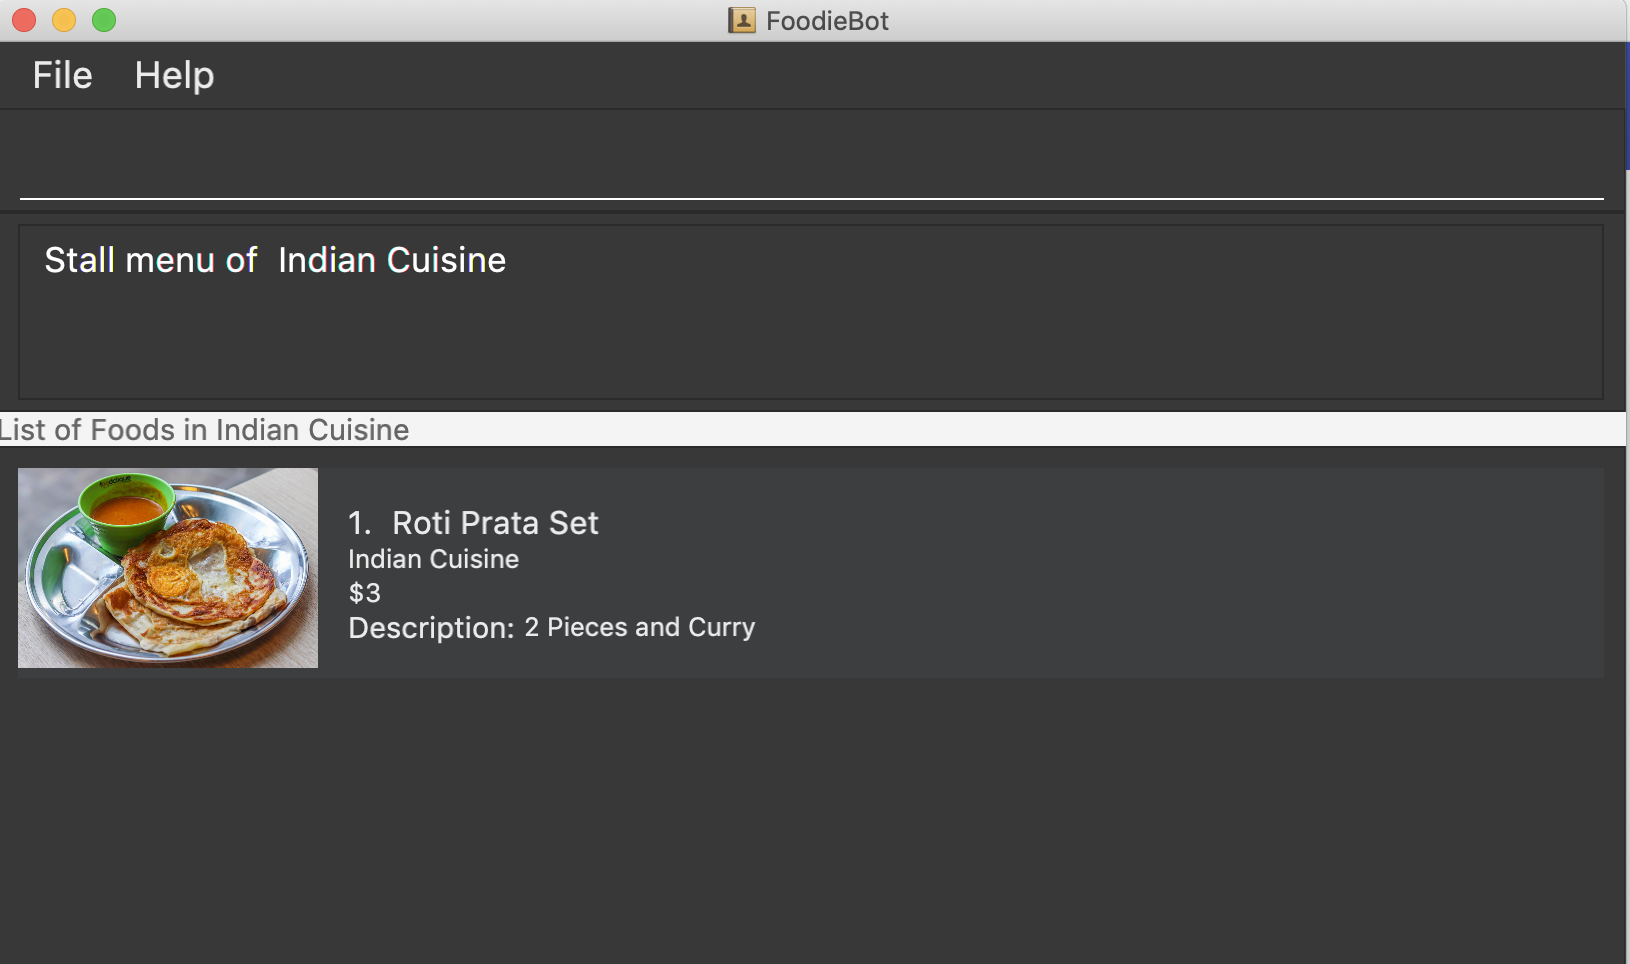 FoodieBot
File Help
Stall menu of  Indian Cuisine
List of Foods in Indian Cuisine
1. Roti Prata Set
Indian Cuisine
$3
Description: 2 Pieces and Curry